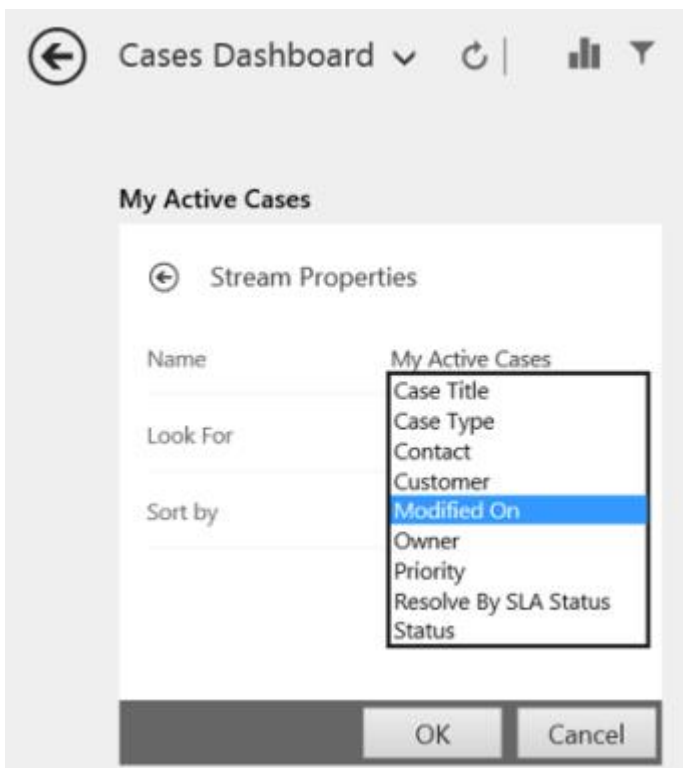 Cases Dashboard
My Active Cases
Stream Properties
Name My Active Cases
Case Title
Case Type
Look For
Contact
Customer
Sort by Modified On
Owner
Priority
Resolve By SLA Status
Status
OK Cancel